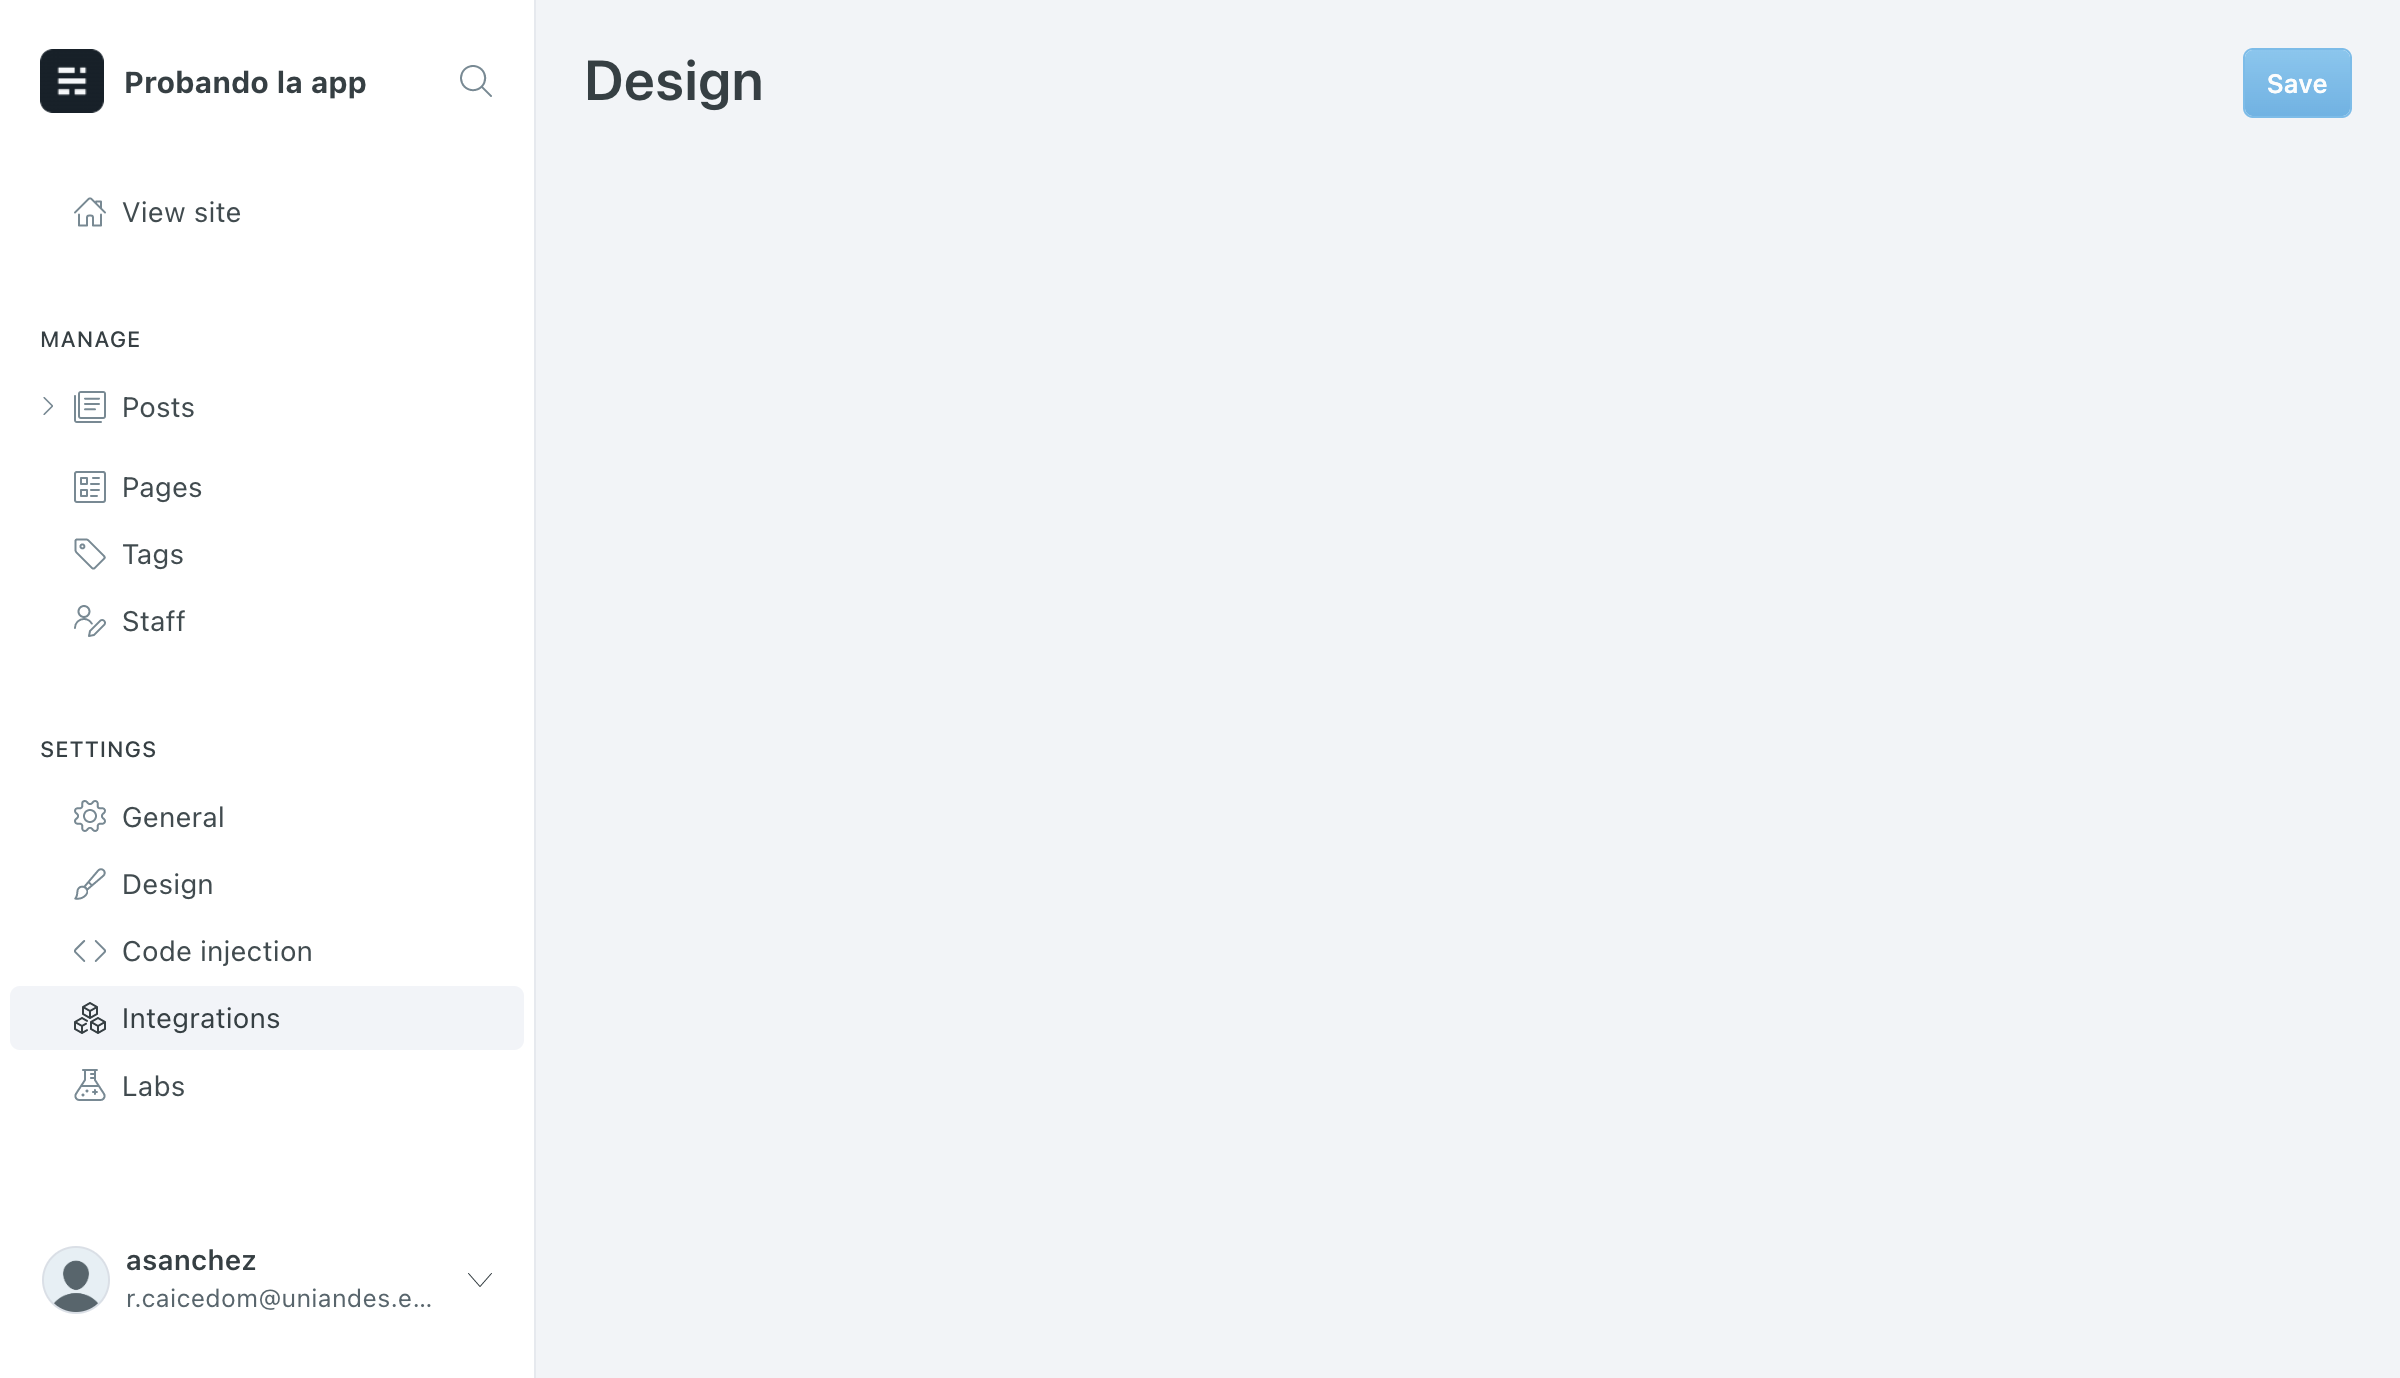 Probando la app
View site
MANAGE
Posts
Pages
Tags
Staff
SETTINGS
General
Design
Code injection
Integrations
Labs
asanchez
r.caicedom@uniandes.e...
Design
Save